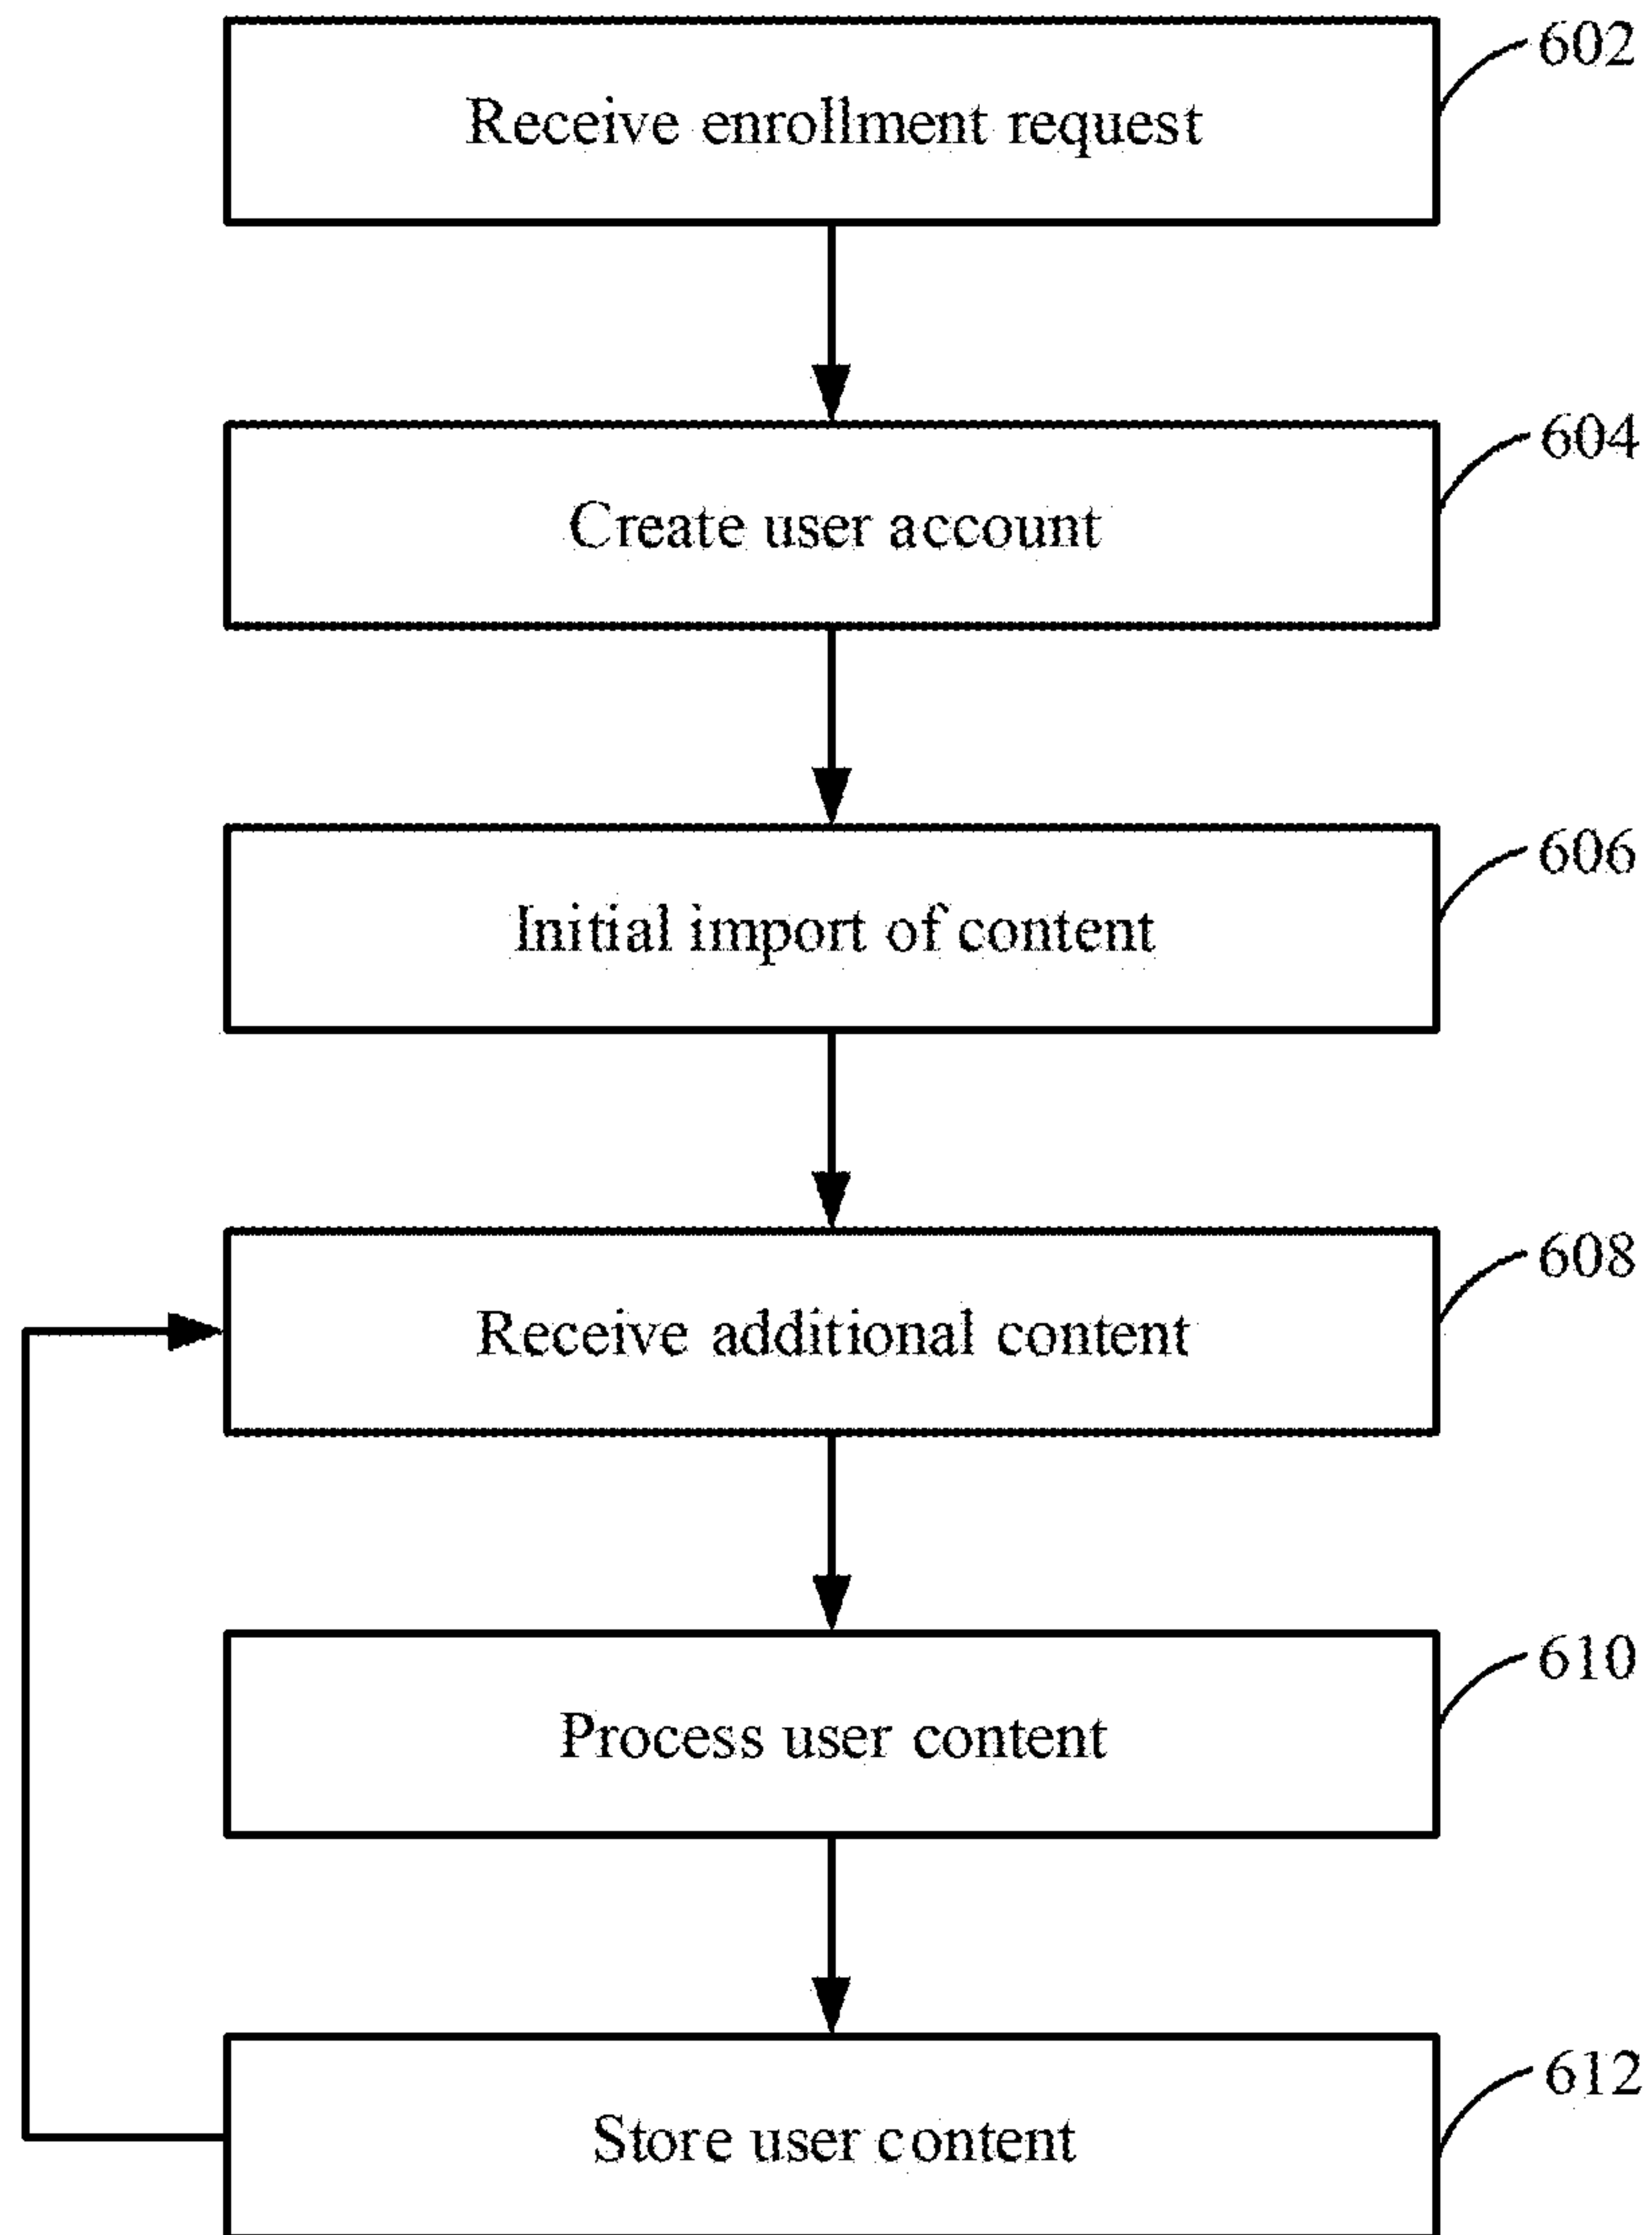 602
Receive enrollment request
604
Create user account
606
Initial import of content
608
Receive additional content
610
Process user content
612
Store user content